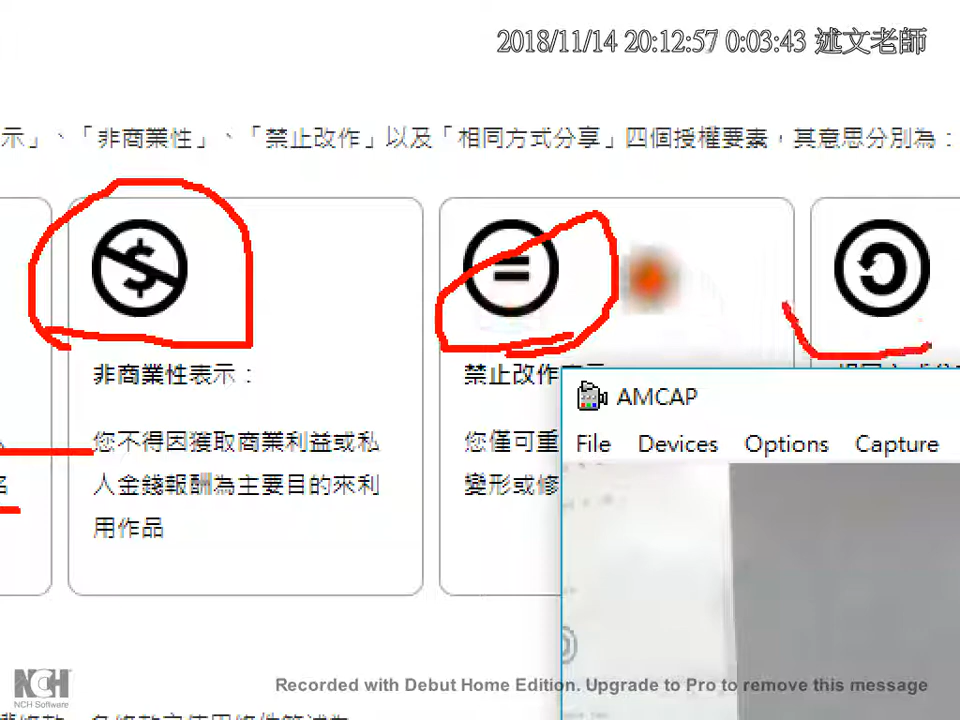 2018/11/14 20:12:57 0:03:43 述文老師
示」、「非商業性」、「禁止改作」以及「相同方式分享」四個授權要素，其意思分別為：
非商業性表示：
您不得因獲取商業利益或私
人金錢報酬為主要目的來利
用作品
禁止改作
您僅可重
變形或修
名
AMCAP
File Devices Options Capture
NCH
NCH Software
Recorded with Debut Home Edition. Upgrade to Pro to remove this message